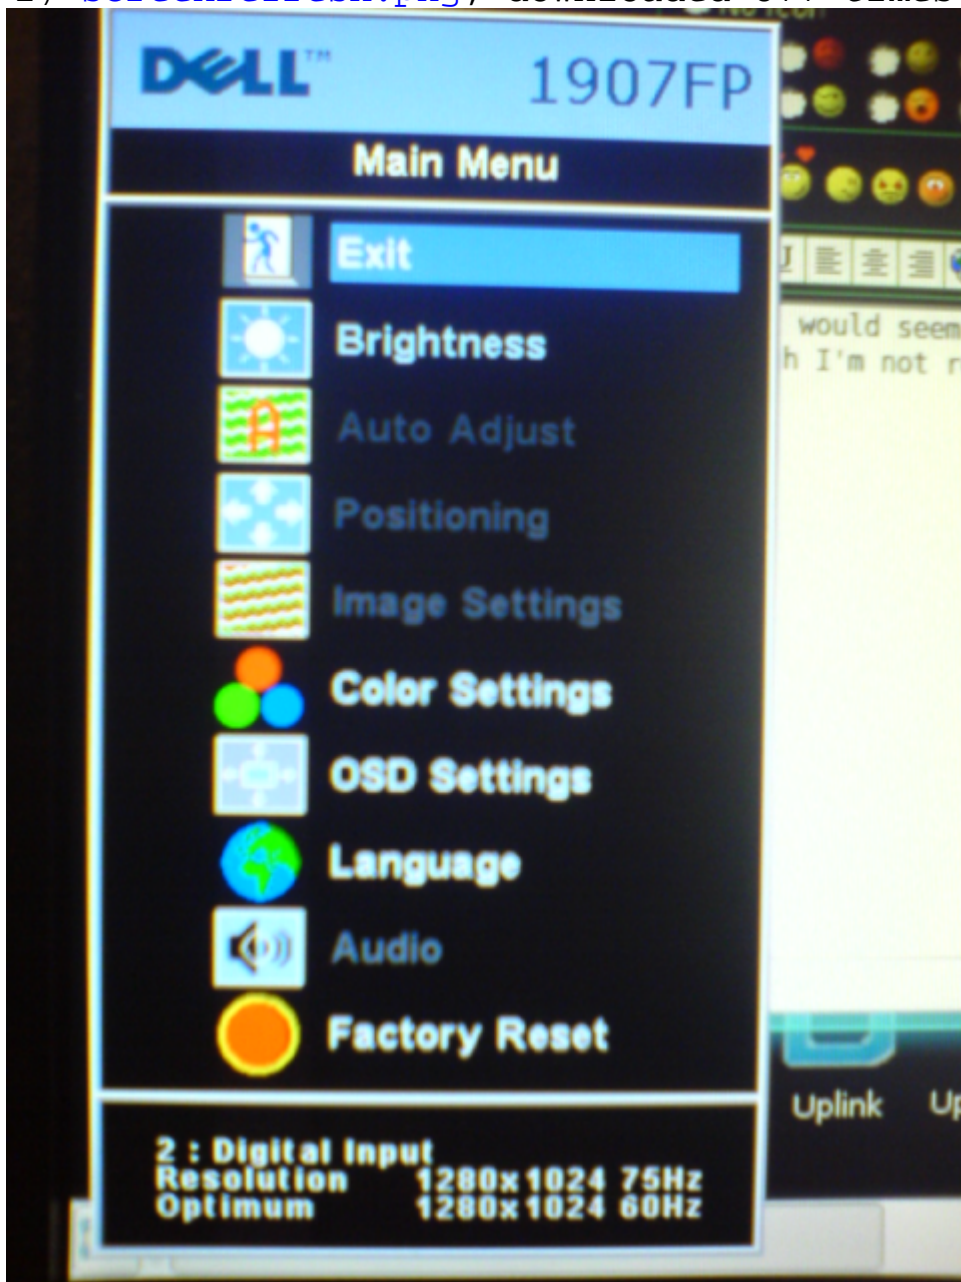 DELL™ 1907FP
Main Menu
Exit
Brightness
Auto Adjust
Positioning
Image Settings
Color Settings
OSD Settings
Language
Audio
Factory Reset
2 : Digital Input
Resolution 1280x1024 75Hz
Optimum 1280x1024 60Hz
would seem
I'm not
Uplink